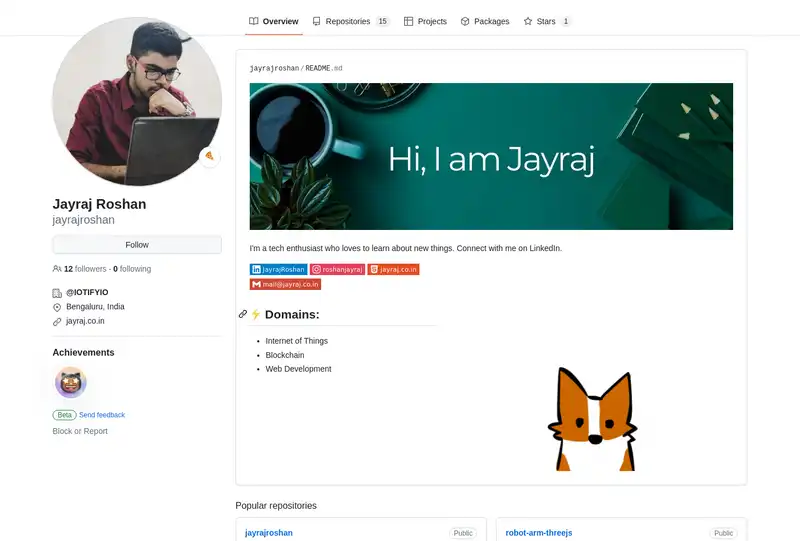 Overview
Repositories 15
Projects
Packages
Stars 1
Jayraj Roshan
jayrajroshan
Follow
12 followers · 0 following
@IOTIFYIO
Bengaluru, India
jayraj.co.in
Achievements
Beta Send feedback
Block or Report
jayrajroshan / README.md
Hi, I am Jayraj
I'm a tech enthusiast who loves to learn about new things. Connect with me on LinkedIn.
JayrajRoshan roshanjayraj jayraj.co.in
mail@jayraj.co.in
⚡ Domains:
• Internet of Things
• Blockchain
• Web Development
Popular repositories
jayrajroshan Public
robot-arm-threejs Public